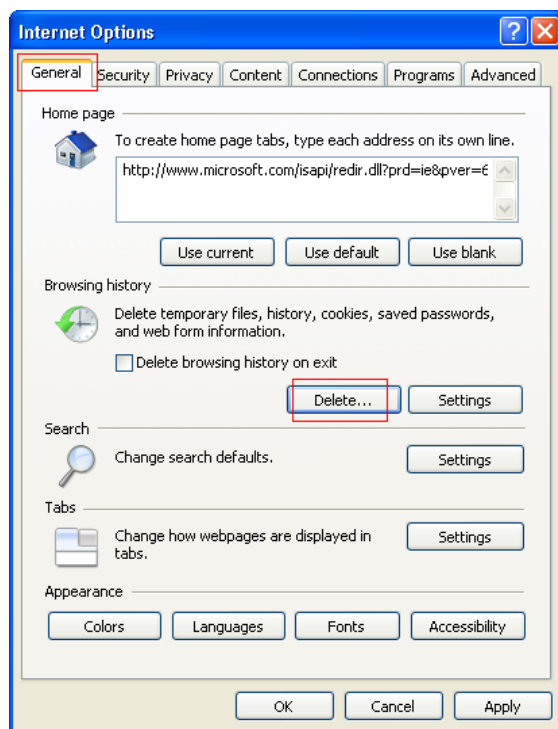 Internet Options
General Security Privacy Content Connections Programs Advanced
Home page
To create home page tabs, type each address on its own line.
http://www.microsoft.com/isapi/redir.dll?prd=ie&pver=6
Use current Use default Use blank
Browsing history
Delete temporary files, history, cookies, saved passwords,
and web form information.
Delete browsing history on exit
Delete... Settings
Search
Change search defaults.
Settings
Tabs
Change how webpages are displayed in
tabs.
Settings
Appearance
Colors Languages Fonts Accessibility
OK Cancel Apply